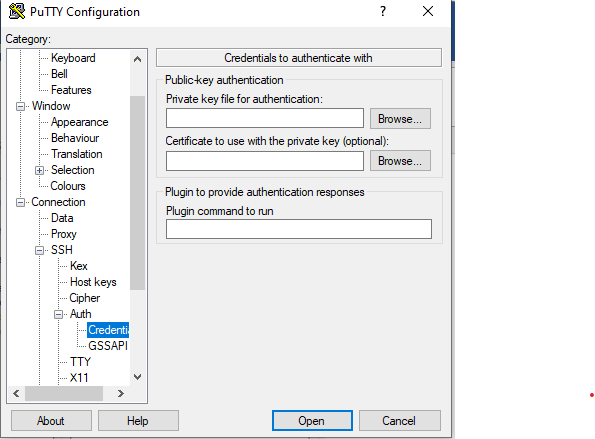 PuTTY Configuration
?
Category:
Keyboard
Bell
Features
Window
Appearance
Behaviour
Translation
Selection
Colours
Connection
Data
Proxy
SSH
Kex
Host keys
Cipher
Auth
Credentia
GSSAPI
TTY
X11
Credentials to authenticate with
Public-key authentication
Private key file for authentication:
Browse...
Certificate to use with the private key (optional):
Browse...
Plugin to provide authentication responses
Plugin command to run
About
Help
Open
Cancel